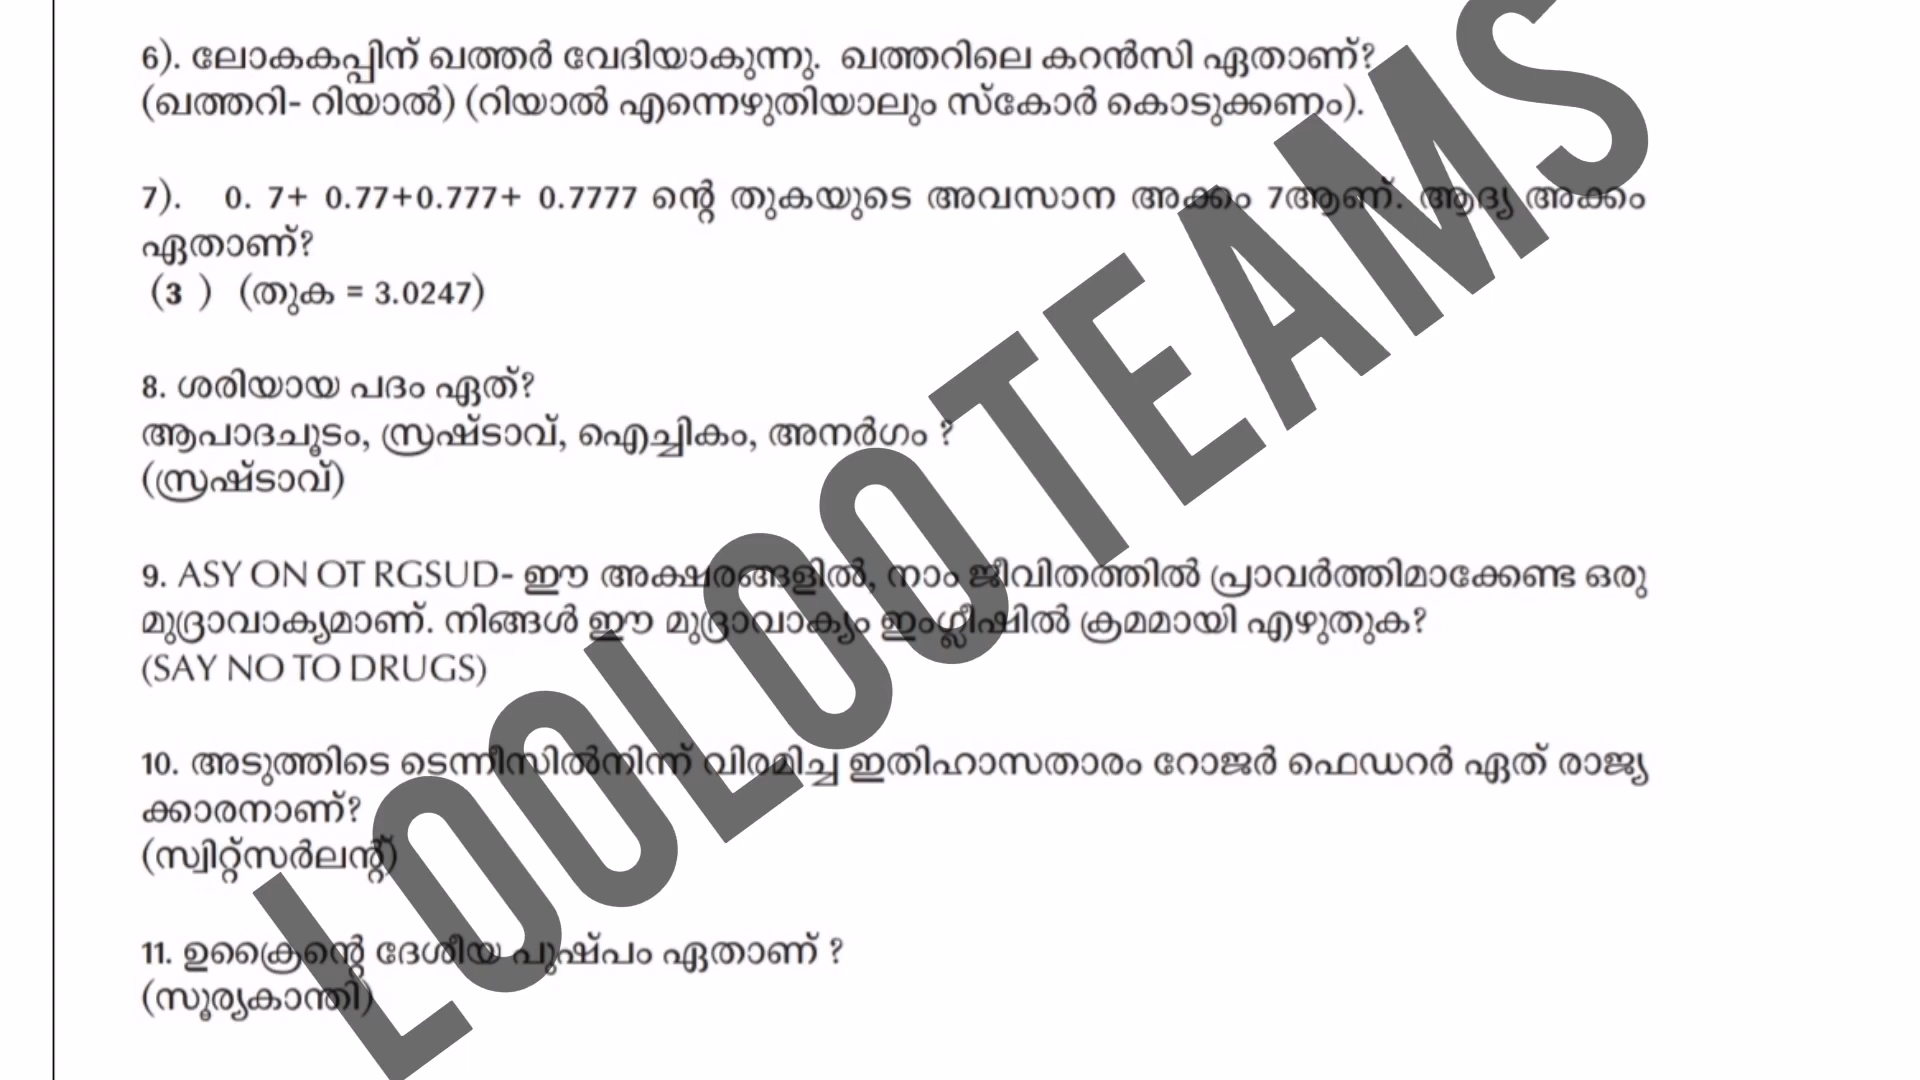 6). ലോകകപ്പിന് ഖത്തർ വേദിയാകുന്നു. ഖത്തറിലെ കറൻസി ഏതാണ്?
(ഖത്തറി- റിയാൽ) (റിയാൽ എന്നെഴുതിയാലും സ്കോർ കൊടുക്കണം).
7). 0. 7+ 0.77+0.777+ 0.7777 ന്റെ തുകയുടെ അവസാന അക്കം 7ആണ്. ആദ്യ അക്കം
ഏതാണ്?
(3 ) (തുക = 3.0247)
8. ശരിയായ പദം ഏത്?
ആപാദചൂടം, സ്രഷ്ടാവ്, ഐച്ചികം, അനർഗം ?
(സ്രഷ്ടാവ്)
9. ASY ON OT RGSUD- ഈ അക്ഷരങ്ങളിൽ, നാം ജീവിതത്തിൽ പ്രാവർത്തിമാക്കേണ്ട ഒരു
മുദ്രാവാക്യമാണ്. നിങ്ങൾ ഈ മുദ്രാവാക്യം ഇംഗ്ലീഷിൽ ക്രമമായി എഴുതുക?
(SAY NO TO DRUGS)
10. അടുത്തിടെ ടെന്നീസിൽനിന്ന് വിരമിച്ച ഇതിഹാസതാരം റോജർ ഫെഡറർ ഏത് രാജ്യ
ക്കാരനാണ്?
(സ്വിറ്റ്സർലന്റ്)
11. ഉക്രൈന്റെ ദേശീയ പുഷ്പം ഏതാണ് ?
(സൂര്യകാന്തി)
LOOLOO TEAMS